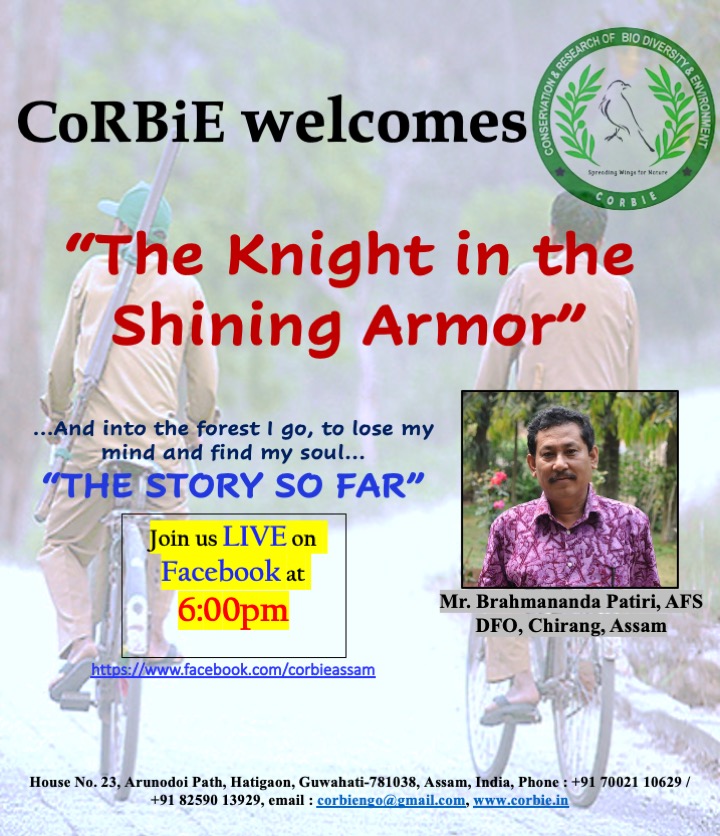 CoRBiE welcomes
CONSERVATION & RESEARCH OF BIO DIVERSITY & ENVIRONMENT
Spreading Wings for Nature
CORBIE
“The Knight in the
Shining Armor”
...And into the forest I go, to lose my
mind and find my soul...
“THE STORY SO FAR”
Join us LIVE on
Facebook at
6:00pm
https://www.facebook.com/corbieassam
Mr. Brahmananda Patiri, AFS
DFO, Chirang, Assam
House No. 23, Arunodoi Path, Hatigaon, Guwahati-781038, Assam, India, Phone : +91 70021 10629 /
+91 82590 13929, email : corbiengo@gmail.com, www.corbie.in